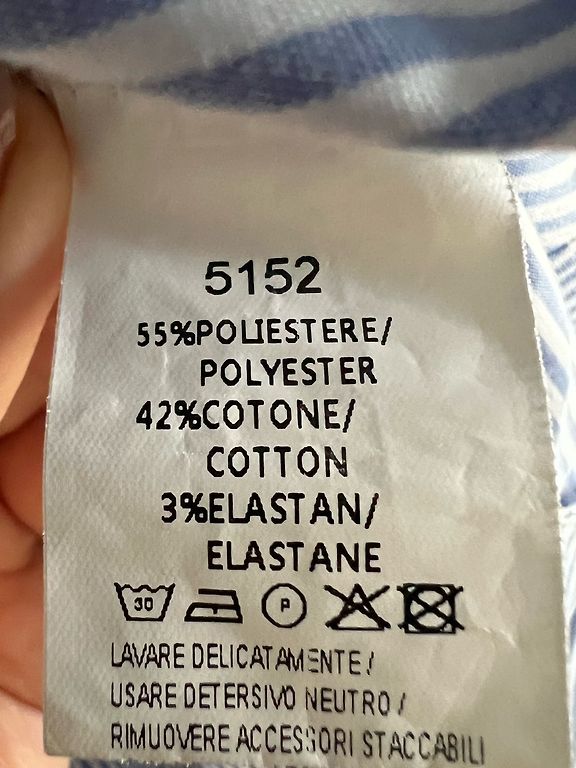 5152
55%POLIESTERE/
POLYESTER
42%COTONE/
COTTON
3%ELASTAN/
ELASTANE
30
P
LAVARE DELICATAMENTE/
USARE DETERSIVO NEUTRO/
RIMUOVERE ACCESSORI STACCABILI